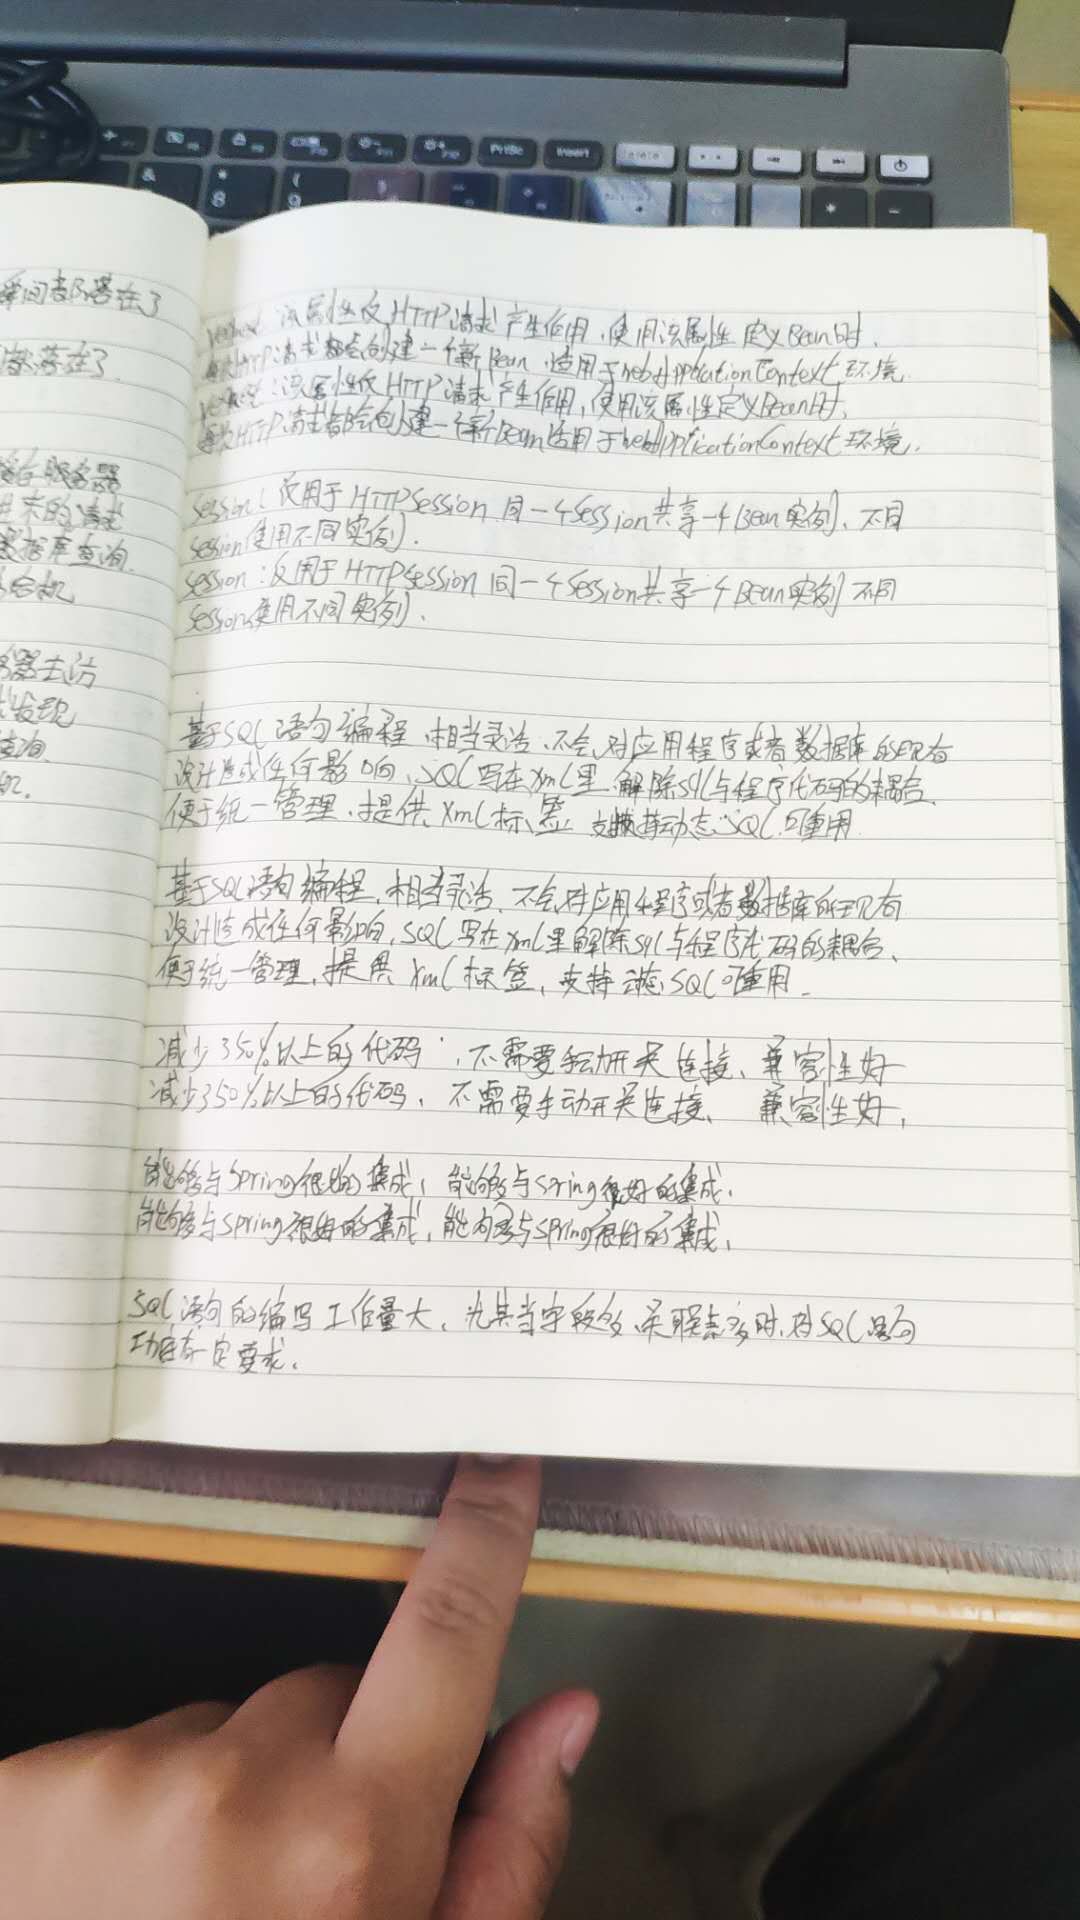 PrtSc
Insert
Delete
&
*
8
(
9
*
-
瞬间都落在了
都落在了
服务器
进来的请求
数据库查询
给机
器去访
发现
查询
机.
request: 该属性仅HTTP请求产生作用,使用该属性定义Bean时,
每次HTTP请求都会创建一个新Bean,适用于webApplicationContext环境.
request:该属性仅HTTP请求产生作用,使用该属性定义Bean时,
每次HTTP请求都会创建一个新Bean适用于webApplicationContext环境.
session:仅用于HTTPSession 同一个Session共享一个Bean实例、不同
session使用不同实例.
session:仅用于HTTPSession 同一个Session共享一个Bean实例 不同
session使用不同实例.
基于SQL语句编程,相当灵活,不会对应用程序或者数据库的现有
设计造成任何影响,SQL写在xml里,解除sql与程序代码的耦合.
便于统一管理.提供xml标签 支持动态SQL可重用
基于SQL语句编程,相当灵活,不会对应用程序或者数据库的现有
设计造成任何影响,SQL写在xml里解除sql与程序代码的耦合、
便于统一管理,提供xml标签,支持动态SQL可重用
减少了50%以上的代码,不需要手动开关连接、兼容性好
减少了50%以上的代码、不需要手动开关连接、 兼容性好,
能够与Spring很好的集成,能够与spring很好的集成.
能够与spring很好的集成,能够与spring很好的集成,
SQL语句的编写工作量大,尤其当字段多、关联表多时,对SQL语句
功底有一定要求.